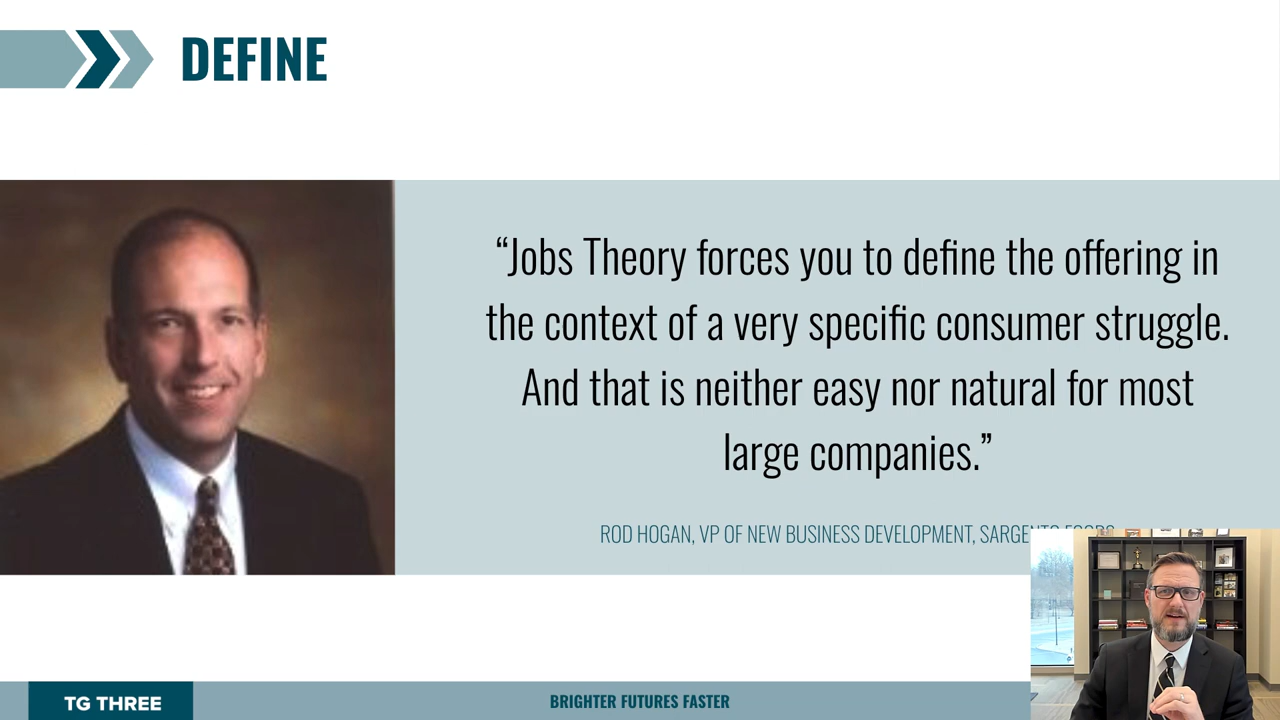 DEFINE
“Jobs Theory forces you to define the offering in
the context of a very specific consumer struggle.
And that is neither easy nor natural for most
large companies.”
ROD HOGAN, VP OF NEW BUSINESS DEVELOPMENT, SARGENTO FOODS
TG THREE
BRIGHTER FUTURES FASTER